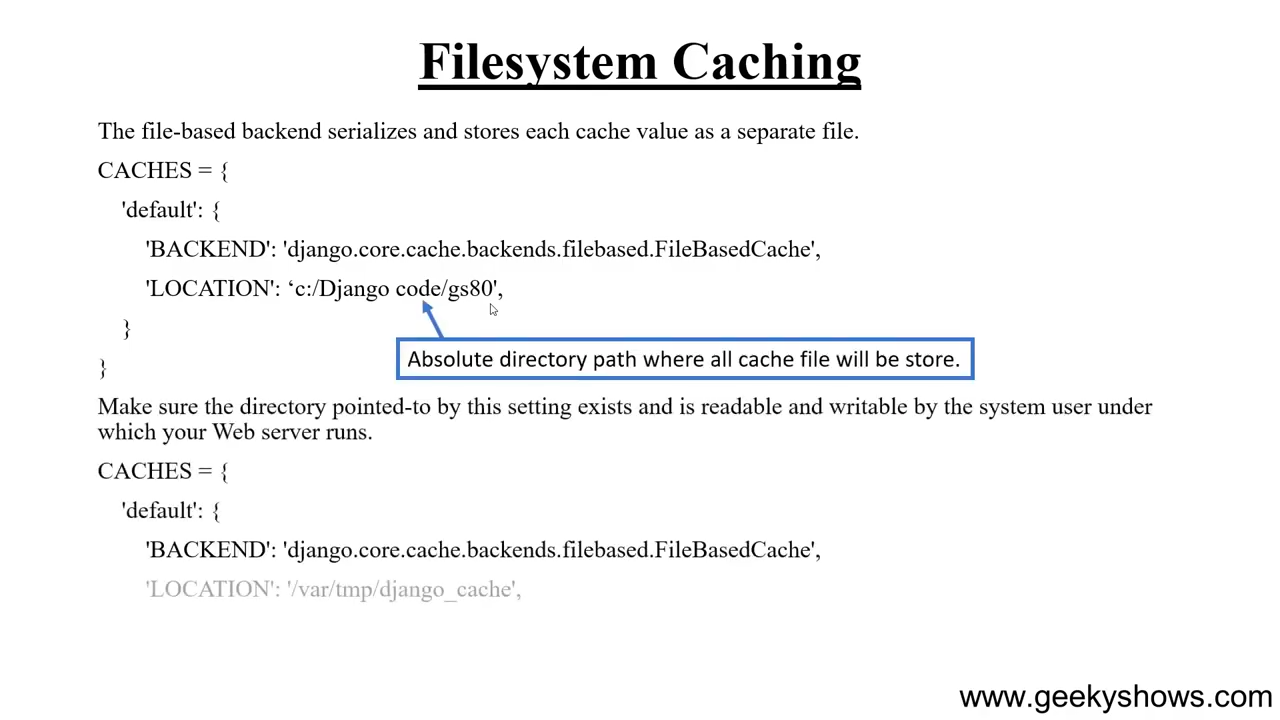 Filesystem Caching
The file-based backend serializes and stores each cache value as a separate file.
CACHES = {
'default': {
'BACKEND': 'django.core.cache.backends.filebased.FileBasedCache',
'LOCATION': ‘c:/Django code/gs80',
}
Absolute directory path where all cache file will be store.
}
Make sure the directory pointed-to by this setting exists and is readable and writable by the system user under
which your Web server runs.
CACHES = {
'default': {
'BACKEND': 'django.core.cache.backends.filebased.FileBasedCache',
'LOCATION': '/var/tmp/django_cache',
www.geekyshows.com